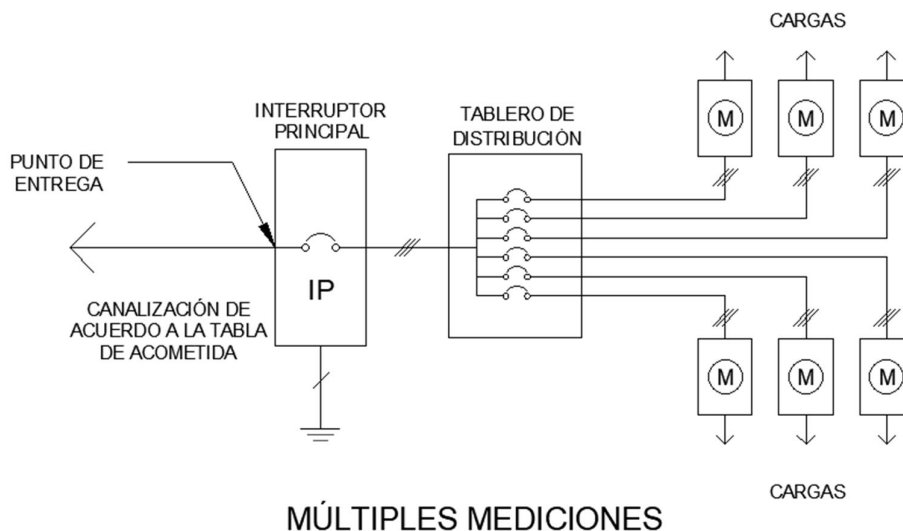 CARGAS
M M M
INTERRUPTOR
PRINCIPAL
TABLERO DE
DISTRIBUCIÓN
PUNTO DE
ENTREGA
IP
CANALIZACIÓN DE
ACUERDO A LA TABLA
DE ACOMETIDA
M M M
CARGAS
MÚLTIPLES MEDICIONES